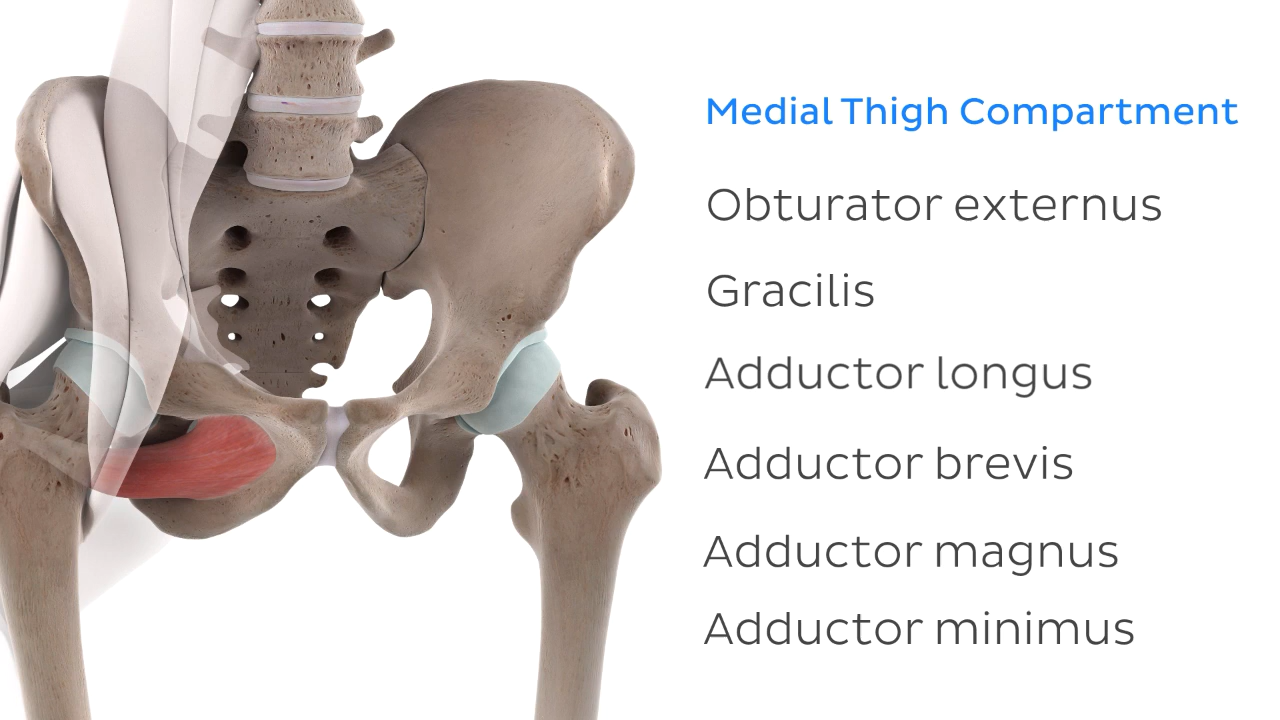 Medial Thigh Compartment
Obturator externus
Gracilis
Adductor longus
Adductor brevis
Adductor magnus
Adductor minimus